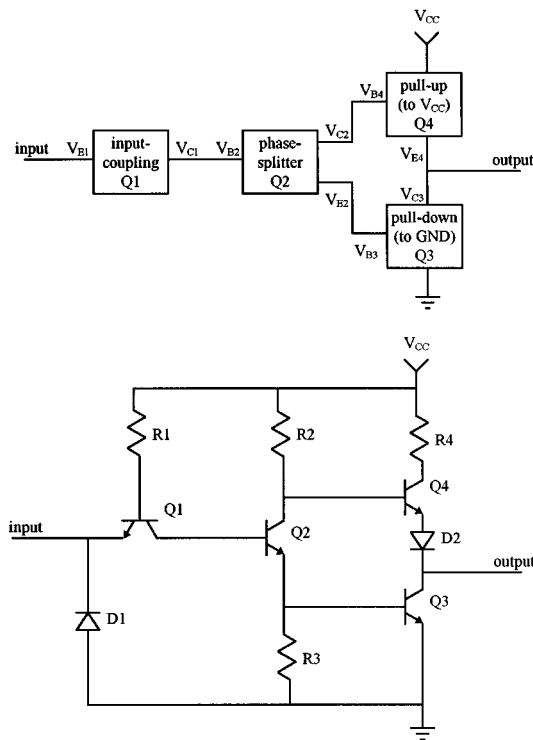 V_CC
pull-up
(to V_CC)
Q4
V_B4
V_C2
input
V_E1
input-
coupling
Q1
V_C1
V_B2
phase-
splitter
Q2
V_E4
output
V_E2
V_C3
pull-down
(to GND)
Q3
V_B3
V_CC
R1
R2
R4
Q4
input
Q1
Q2
D2
output
Q3
D1
R3